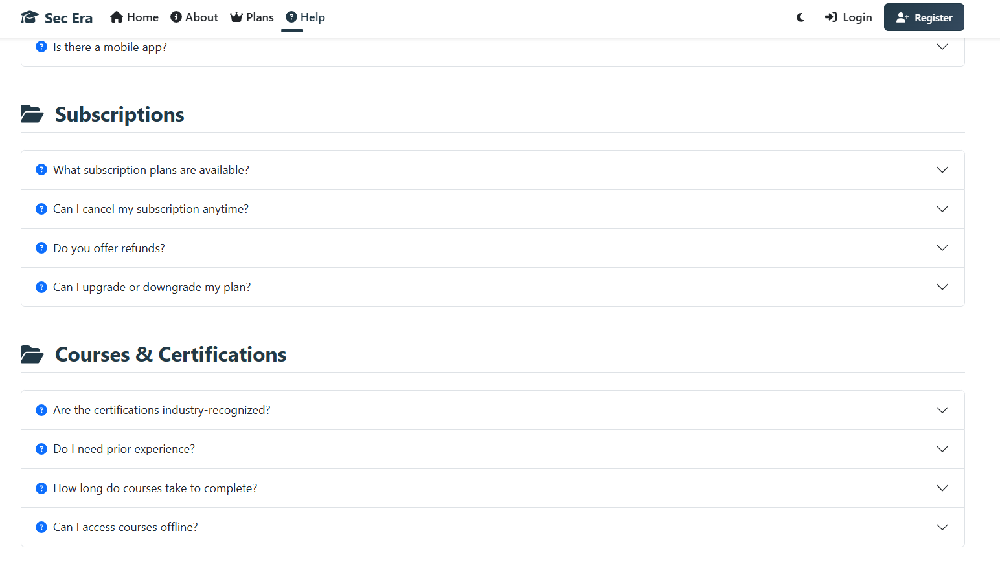 Sec Era Home About Plans Help Login Register
Is there a mobile app?
Subscriptions
What subscription plans are available?
Can I cancel my subscription anytime?
Do you offer refunds?
Can I upgrade or downgrade my plan?
Courses & Certifications
Are the certifications industry-recognized?
Do I need prior experience?
How long do courses take to complete?
Can I access courses offline?